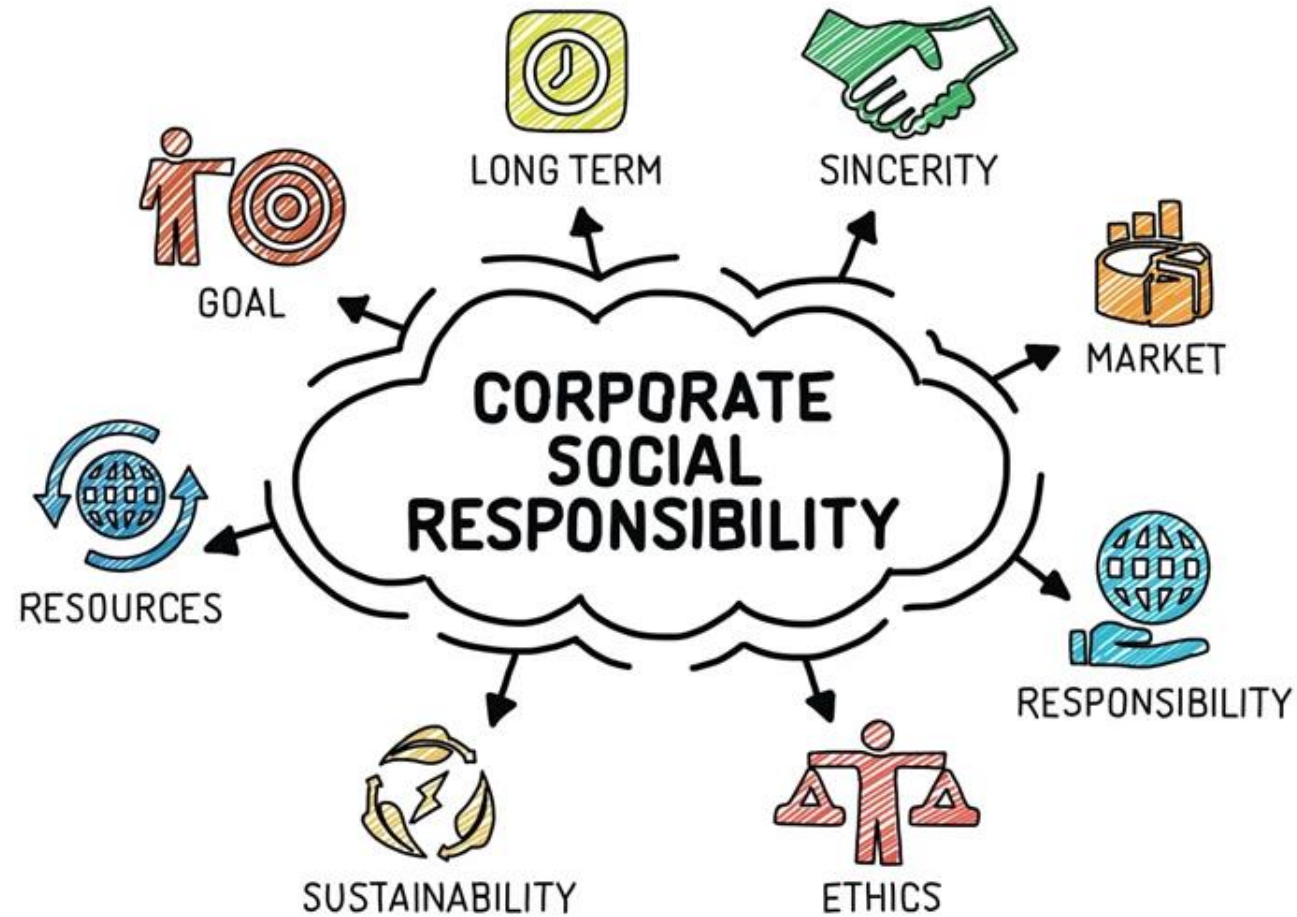 LONG TERM
SINCERITY
GOAL
MARKET
CORPORATE
SOCIAL
RESPONSIBILITY
RESOURCES
RESPONSIBILITY
SUSTAINABILITY
ETHICS